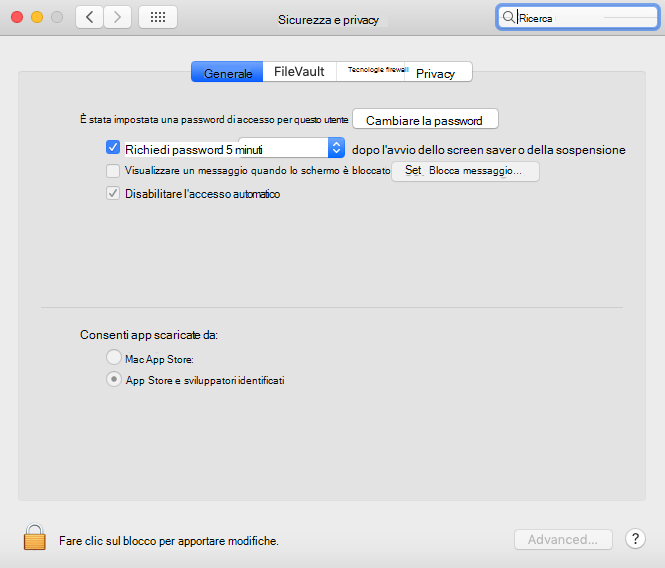 Sicurezza e privacy
Ricerca
Generale FileVault Tecnologie firewall Privacy
È stata impostata una password di accesso per questo utente Cambiare la password
Richiedi password 5 minuti dopo l'avvio dello screen saver o della sospensione
Visualizzare un messaggio quando lo schermo è bloccato Set Blocca messaggio...
Disabilitare l'accesso automatico
Consenti app scaricate da:
Mac App Store:
App Store e sviluppatori identificati
Fare clic sul blocco per apportare modifiche.
Advanced... ?